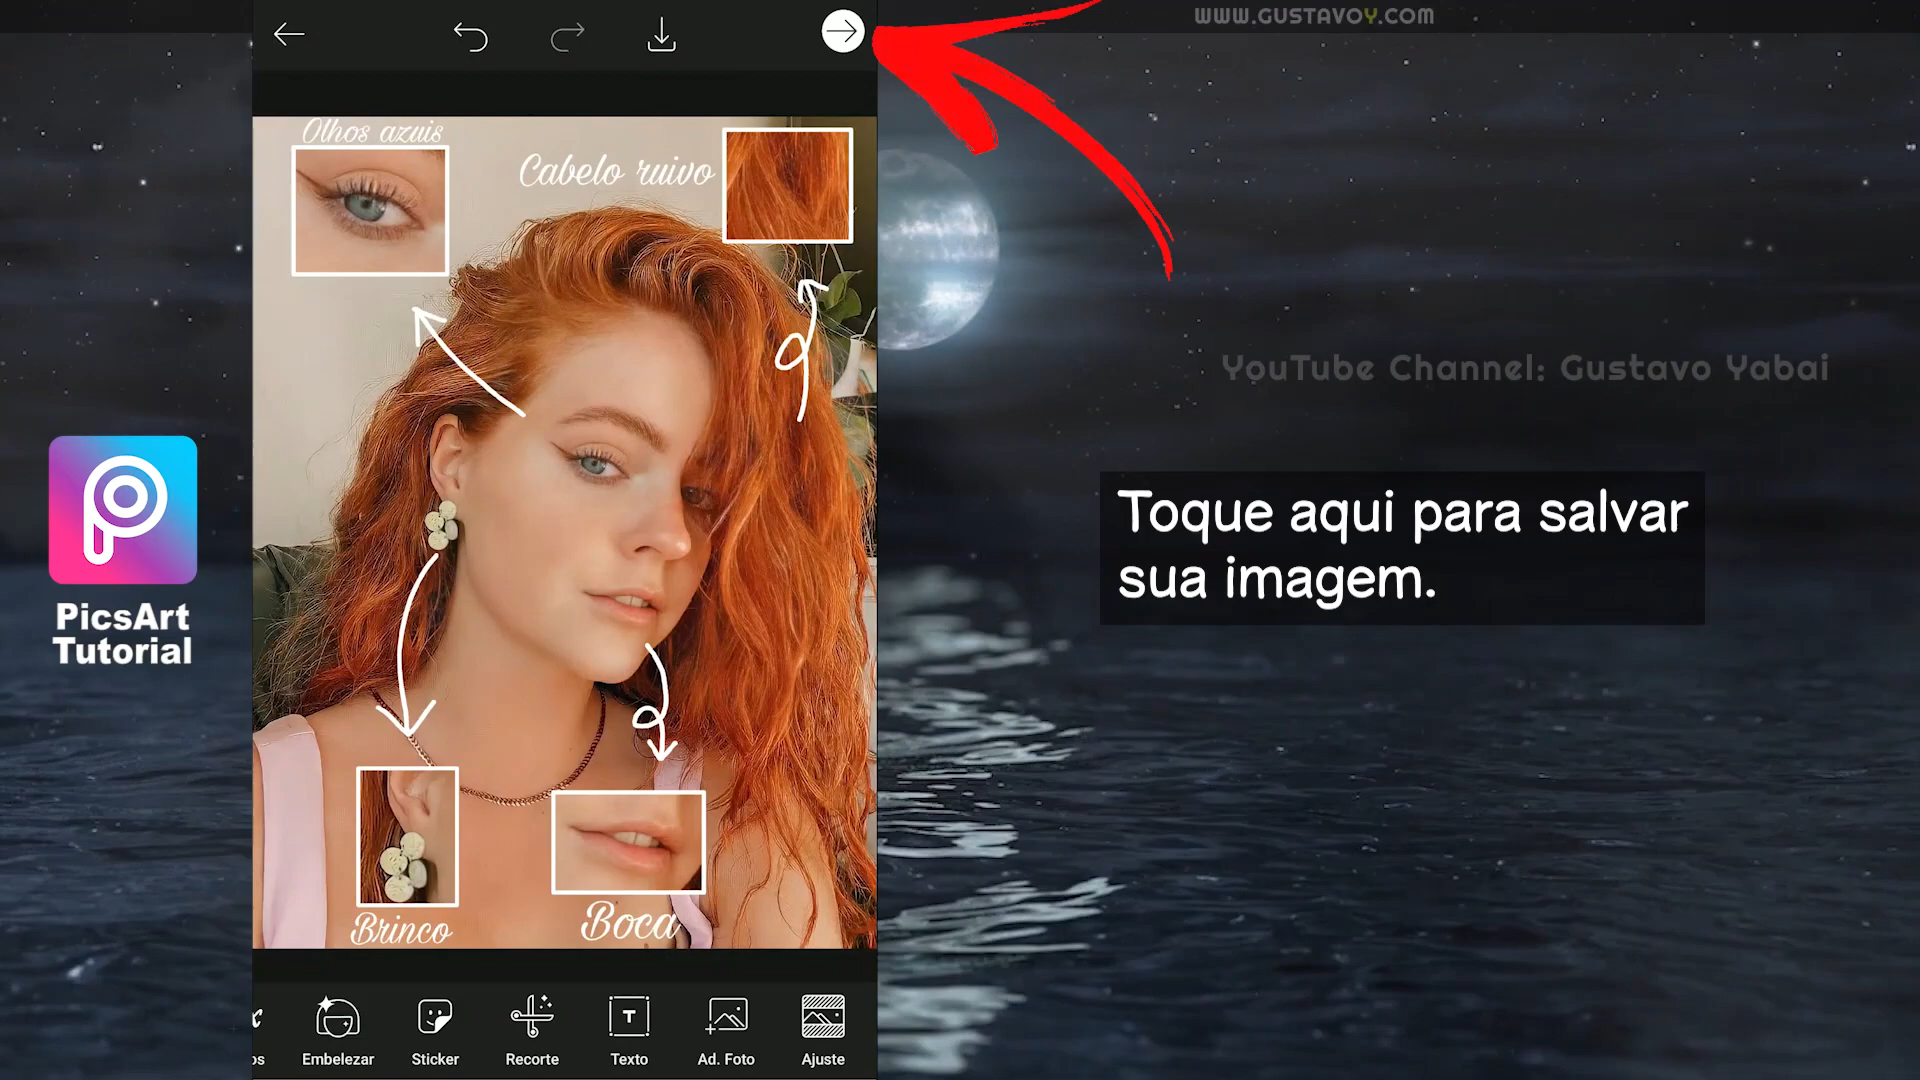 WWW.GUSTAVOY.COM
Olhos azuis
Cabelo ruivo
YouTube Channel: Gustavo Yabai
Toque aqui para salvar
sua imagem.
PicsArt
Tutorial
Brinco
Boca
os
Embelezar
Sticker
Recorte
T
Texto
Ad. Foto
Ajuste